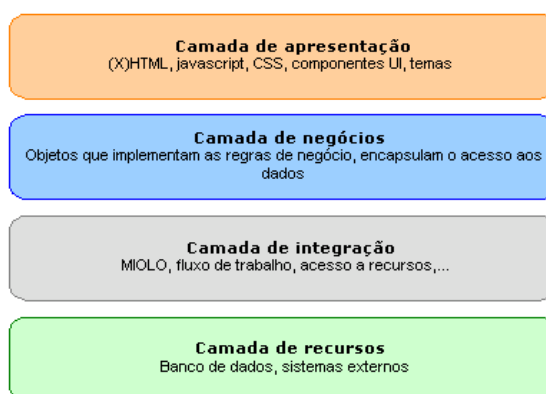 Camada de apresentação
(X)HTML, javascript, CSS, componentes UI, temas
Camada de negócios
Objetos que implementam as regras de negócio, encapsulam o acesso aos
dados
Camada de integração
MIOLO, fluxo de trabalho, acesso a recursos,...
Camada de recursos
Banco de dados, sistemas externos